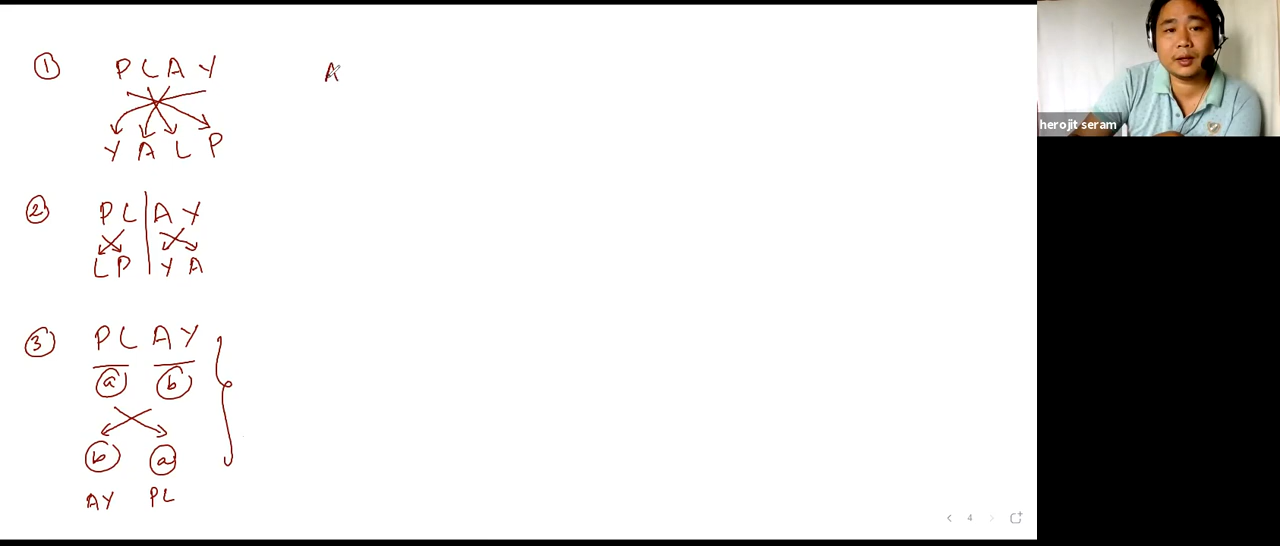 ① PLAY A
YALP
② PL AY
LP YA
③ PLAY
ⓐ ⓑ
ⓑ ⓐ
AY PL
herojit seram
4